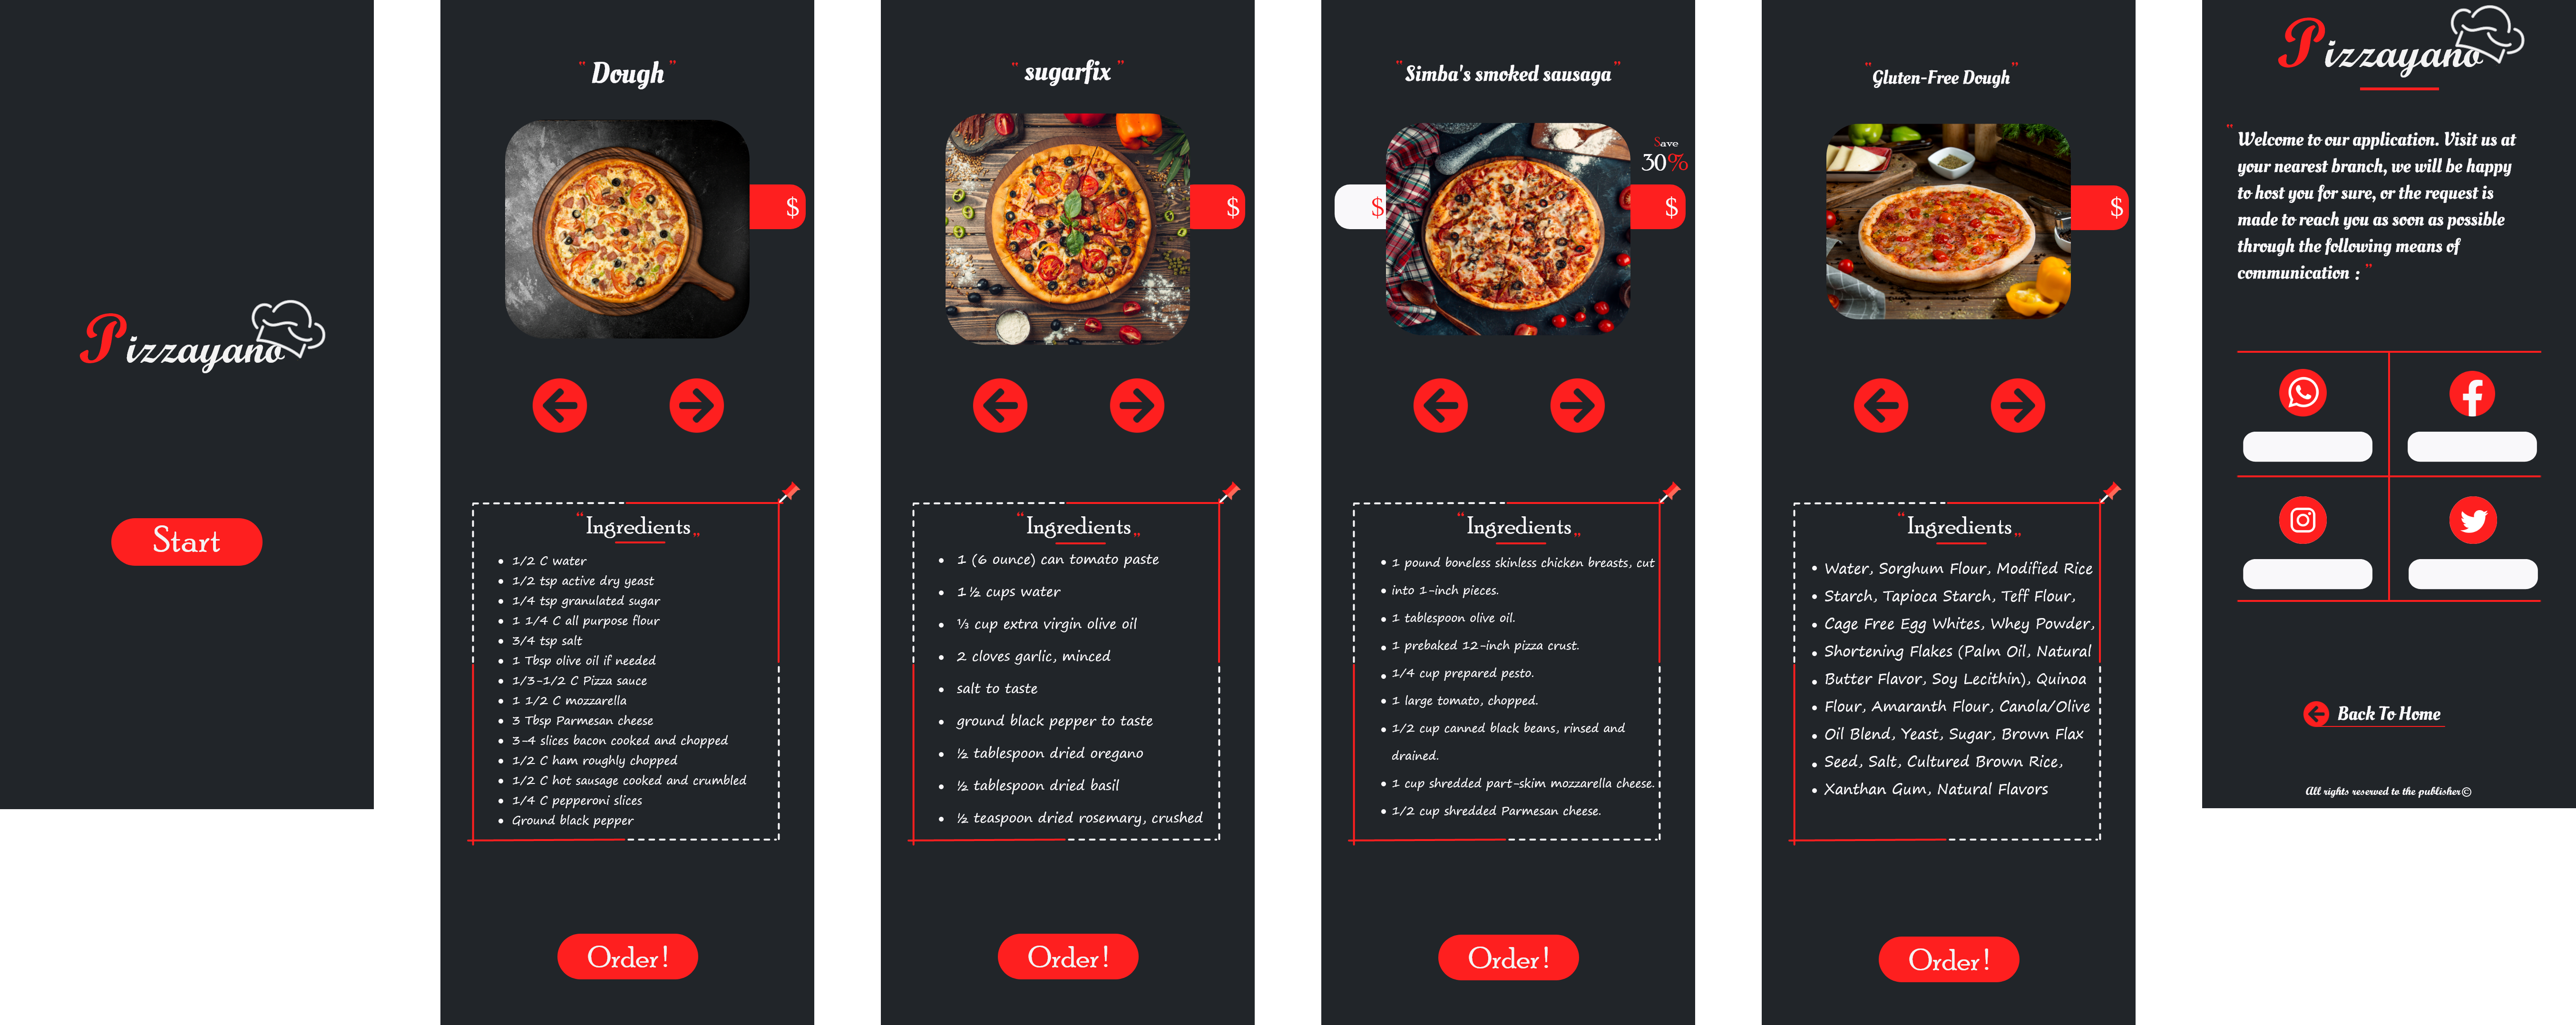 Pizzayano
Start
" Dough "
$
" Ingredients „
• 1/2 C water
• 1/2 tsp active dry yeast
• 1/4 tsp granulated sugar
• 1 1/4 C all purpose flour
• 3/4 tsp salt
• 1 Tbsp olive oil if needed
• 1/3-1/2 C Pizza sauce
• 1 1/2 C mozzarella
• 3 Tbsp Parmesan cheese
• 3-4 slices bacon cooked and chopped
• 1/2 C ham roughly chopped
• 1/2 C hot sausage cooked and crumbled
• 1/4 C pepperoni slices
• Ground black pepper
Order!
" sugarfix "
$
" Ingredients „
• 1 (6 ounce) can tomato paste
• 1 ½ cups water
• ⅓ cup extra virgin olive oil
• 2 cloves garlic, minced
• salt to taste
• ground black pepper to taste
• ½ tablespoon dried oregano
• ½ tablespoon dried basil
• ½ teaspoon dried rosemary, crushed
Order!
" Simba's smoked sausaga "
Save
30%
$
$
" Ingredients „
• 1 pound boneless skinless chicken breasts, cut
• into 1-inch pieces.
• 1 tablespoon olive oil.
• 1 prebaked 12-inch pizza crust.
• 1/4 cup prepared pesto.
• 1 large tomato, chopped.
• 1/2 cup canned black beans, rinsed and
drained.
• 1 cup shredded part-skim mozzarella cheese.
• 1/2 cup shredded Parmesan cheese.
Order!
" Gluten-Free Dough "
$
" Ingredients „
• Water, Sorghum Flour, Modified Rice
• Starch, Tapioca Starch, Teff Flour,
• Cage Free Egg Whites, Whey Powder,
• Shortening Flakes (Palm Oil, Natural
• Butter Flavor, Soy Lecithin), Quinoa
• Flour, Amaranth Flour, Canola/Olive
• Oil Blend, Yeast, Sugar, Brown Flax
• Seed, Salt, Cultured Brown Rice,
• Xanthan Gum, Natural Flavors
Order!
Pizzayano
" Welcome to our application. Visit us at
your nearest branch, we will be happy
to host you for sure, or the request is
made to reach you as soon as possible
through the following means of
communication : "
Back To Home
All rights reserved to the publisher©